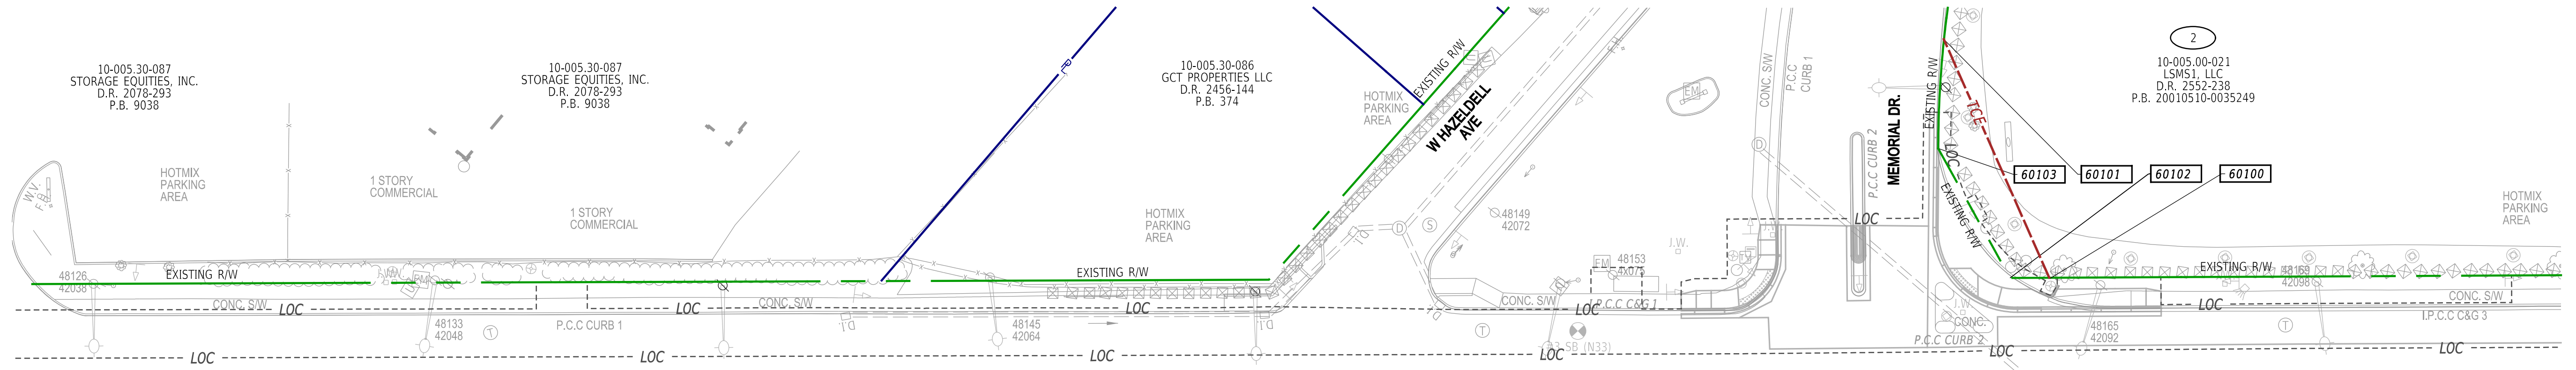 10-005.30-087
STORAGE EQUITIES, INC.
D.R. 2078-293
P.B. 9038
10-005.30-087
STORAGE EQUITIES, INC.
D.R. 2078-293
P.B. 9038
10-005.30-086
GCT PROPERTIES LLC
D.R. 2456-144
P.B. 374
2
10-005.00-021
LSMS1, LLC
D.R. 2552-238
P.B. 20010510-0035249
W.V.
HOTMIX
PARKING
AREA
1 STORY
COMMERCIAL
1 STORY
COMMERCIAL
HOTMIX
PARKING
AREA
HOTMIX
PARKING
AREA
EXISTING R/W
W HAZELDELL
AVE
EM
CONC. S/W
P.C.C
CURB 1
P.C.C CURB 2
MEMORIAL DR.
EXISTING R/W
TCE
LOC
EXISTING R/W
60103
60101
60102
60100
HOTMIX
PARKING
AREA
D
D
S
48149
42072
J.W.
LOC
48153
EM
48126
42038
EXISTING R/W
EXISTING R/W
EXISTING R/W
48169
42098
CONC. S/W
LOC
LOC
CONC. S/W
LOC
CONC. S/W
I.P.C.C C&G 1
LOC
LOC
CONC. S/W
48133
42048
T
P.C.C CURB 1
48145
42064
D.I.
D.I.
D.I.
D.I.
T
J.W.
CONC.
48165
42092
T
I.P.C.C C&G 3
P.C.C CURB 2
LOC
LOC
LOC
LOC
LOC
LOC